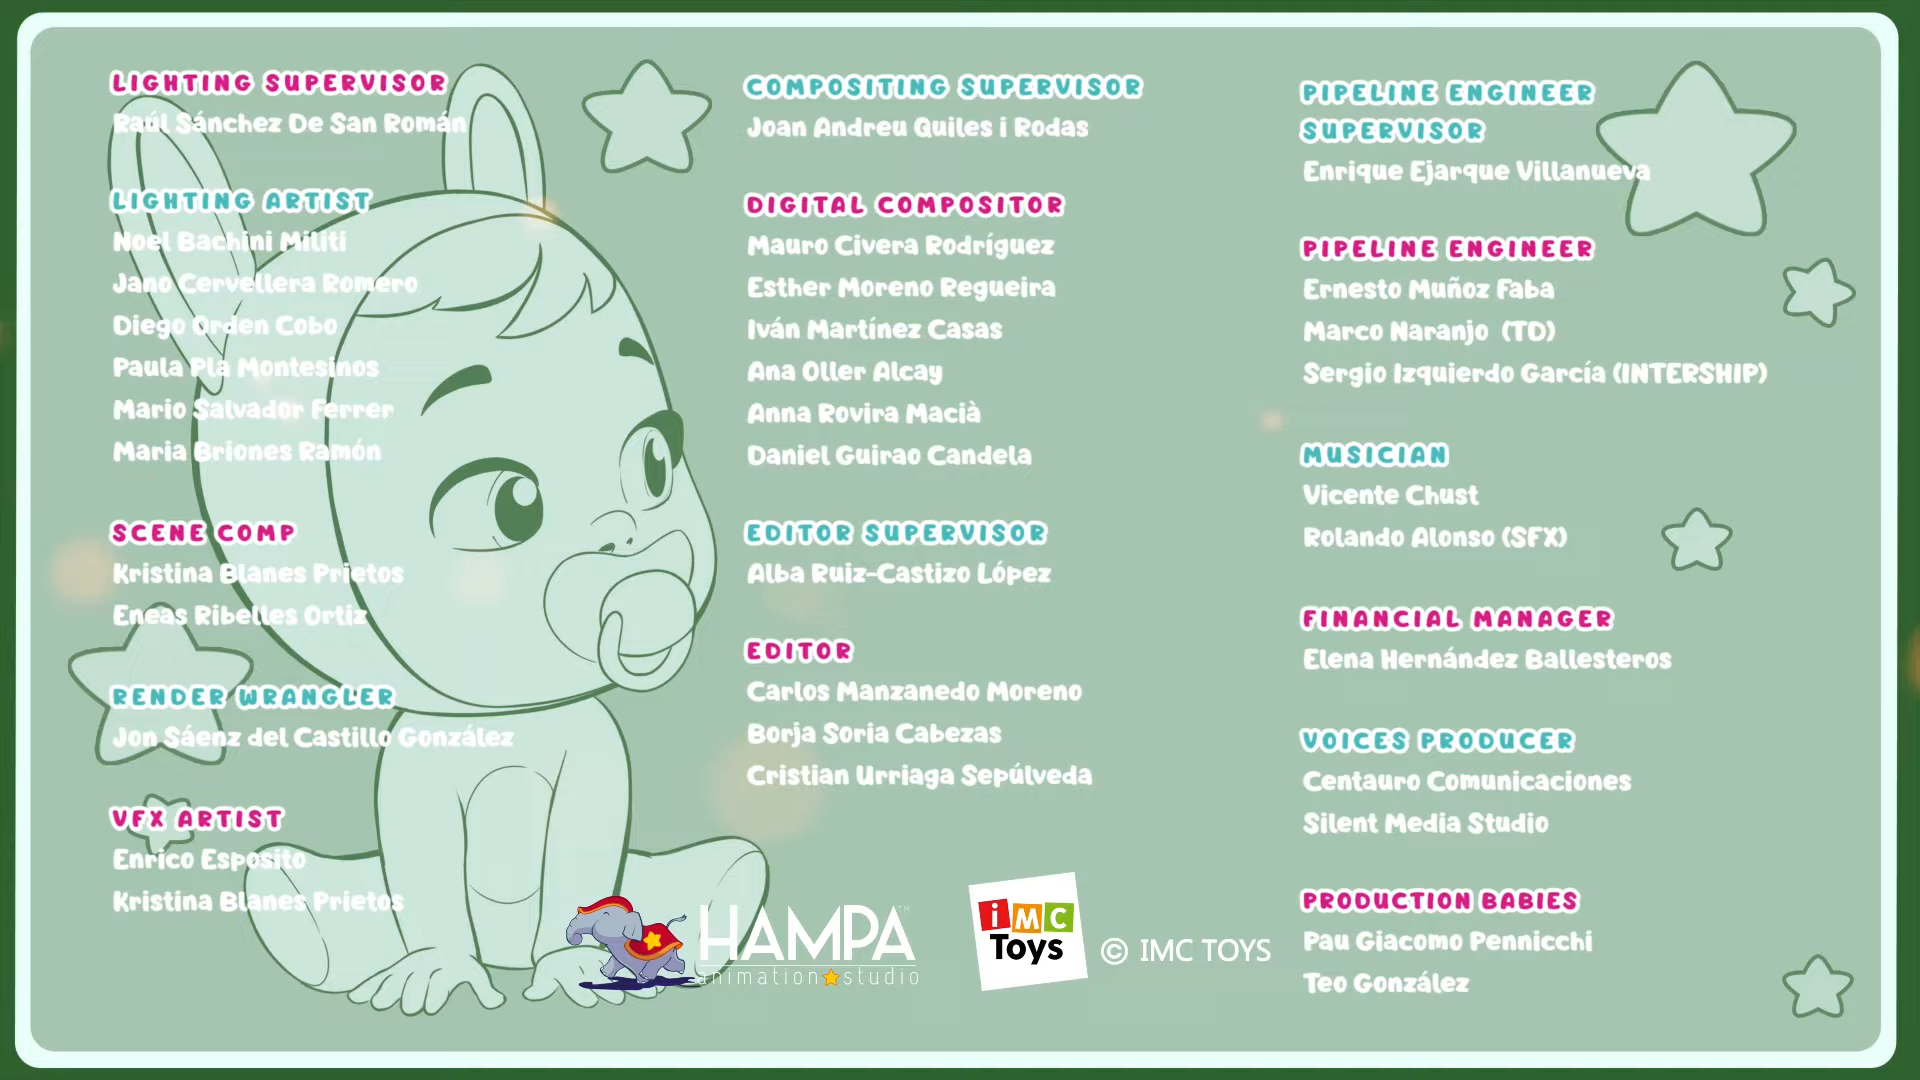 LIGHTING SUPERVISOR
Raúl Sánchez De San Román
LIGHTING ARTIST
Noel Bachini Militi
Jano Cervellera Romero
Diego Orden Cobo
Paula Pla Montesinos
Mario Salvador Ferrer
Maria Briones Ramón
SCENE COMP
Kristina Blanes Prietos
Eneas Ribelles Ortiz
RENDER WRANGLER
Jon Sáenz del Castillo González
VFX ARTIST
Enrico Esposito
Kristina Blanes Prietos
COMPOSITING SUPERVISOR
Joan Andreu Quiles i Rodas
DIGITAL COMPOSITOR
Mauro Civera Rodríguez
Esther Moreno Regueira
Iván Martínez Casas
Ana Oller Alcay
Anna Rovira Macià
Daniel Guirao Candela
EDITOR SUPERVISOR
Alba Ruiz-Castizo López
EDITOR
Carlos Manzanedo Moreno
Borja Soria Cabezas
Cristian Urriaga Sepúlveda
HAMPA™
animation studio
iMC
Toys
© IMC TOYS
PIPELINE ENGINEER
SUPERVISOR
Enrique Ejarque Villanueva
PIPELINE ENGINEER
Ernesto Muñoz Faba
Marco Naranjo (TD)
Sergio Izquierdo García (INTERSHIP)
MUSICIAN
Vicente Chust
Rolando Alonso (SFX)
FINANCIAL MANAGER
Elena Hernández Ballesteros
VOICES PRODUCER
Centauro Comunicaciones
Silent Media Studio
PRODUCTION BABIES
Pau Giacomo Pennicchi
Teo González